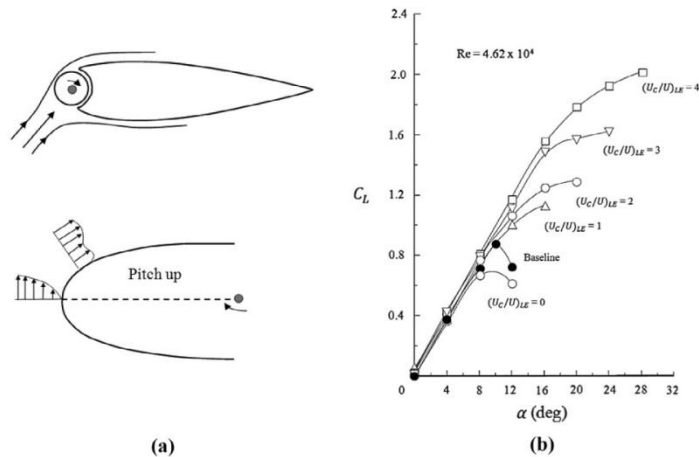 Pitch up
(a)
Re = 4.62 x 10⁴
C_L
2.0
1.6
1.2
0.8
0.4
0
4
8
12
16
20
24
28
32
α (deg)
(U_C/U)_LE = 4
(U_C/U)_LE = 3
(U_C/U)_LE = 2
(U_C/U)_LE = 1
Baseline
(U_C/U)_LE = 0
(b)